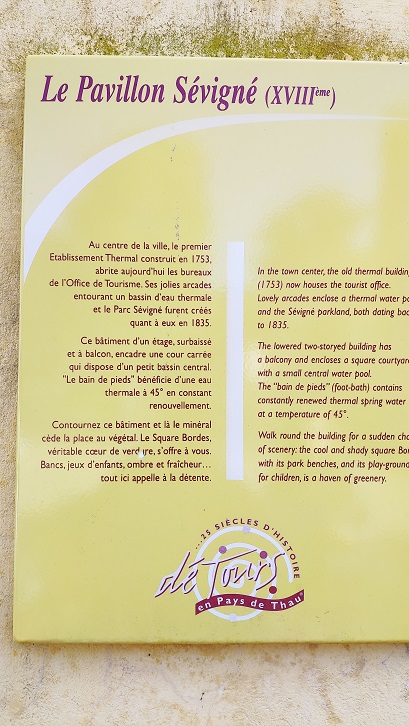 Le Pavillon Sévigné (XVIIIème)
Au centre de la ville, le premier
Etablissement Thermal construit en 1753,
abrite aujourd'hui les bureaux
de l'Office de Tourisme. Ses jolies arcades
entourant un bassin d'eau thermale
et le Parc Sévigné furent créés
quant à eux en 1835.
Ce bâtiment d'un étage, surbaissé
et à balcon, encadre une cour carrée
qui dispose d'un petit bassin central.
"Le bain de pieds" bénéficie d'une eau
thermale à 45° en constant
renouvellement.
Contournez ce bâtiment et là le minéral
cède la place au végétal. Le Square Bordes,
véritable cœur de verdure, s'offre à vous.
Bancs, jeux d'enfants, ombre et fraîcheur...
tout ici appelle à la détente.
In the town center, the old thermal building
(1753) now houses the tourist office.
Lovely arcades enclose a thermal water
and the Sévigné parkland, both dating
to 1835.
The lowered two-storyed building has
a balcony and encloses a square
with a small central water pool.
The "bain de pieds" (foot-bath) contains
constantly renewed thermal spring water
at a temperature of 45°.
Walk round the building for a sudden
of scenery: the cool and shady square
with its park benches, and its
for children, is a haven of greenery.
...25 SIÈCLES D'HISTOIRE
déTours
en Pays de Thau